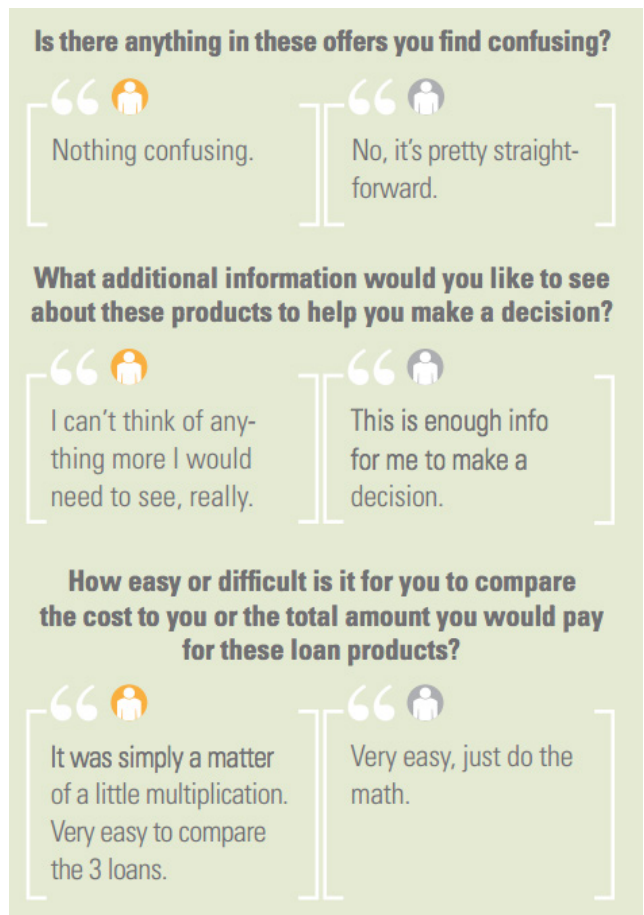 Is there anything in these offers you find confusing?
Nothing confusing.
No, it's pretty straight-
forward.
What additional information would you like to see
about these products to help you make a decision?
I can't think of any-
thing more I would
need to see, really.
This is enough info
for me to make a
decision.
How easy or difficult is it for you to compare
the cost to you or the total amount you would pay
for these loan products?
It was simply a matter
of a little multiplication.
Very easy to compare
the 3 loans.
Very easy, just do the
math.